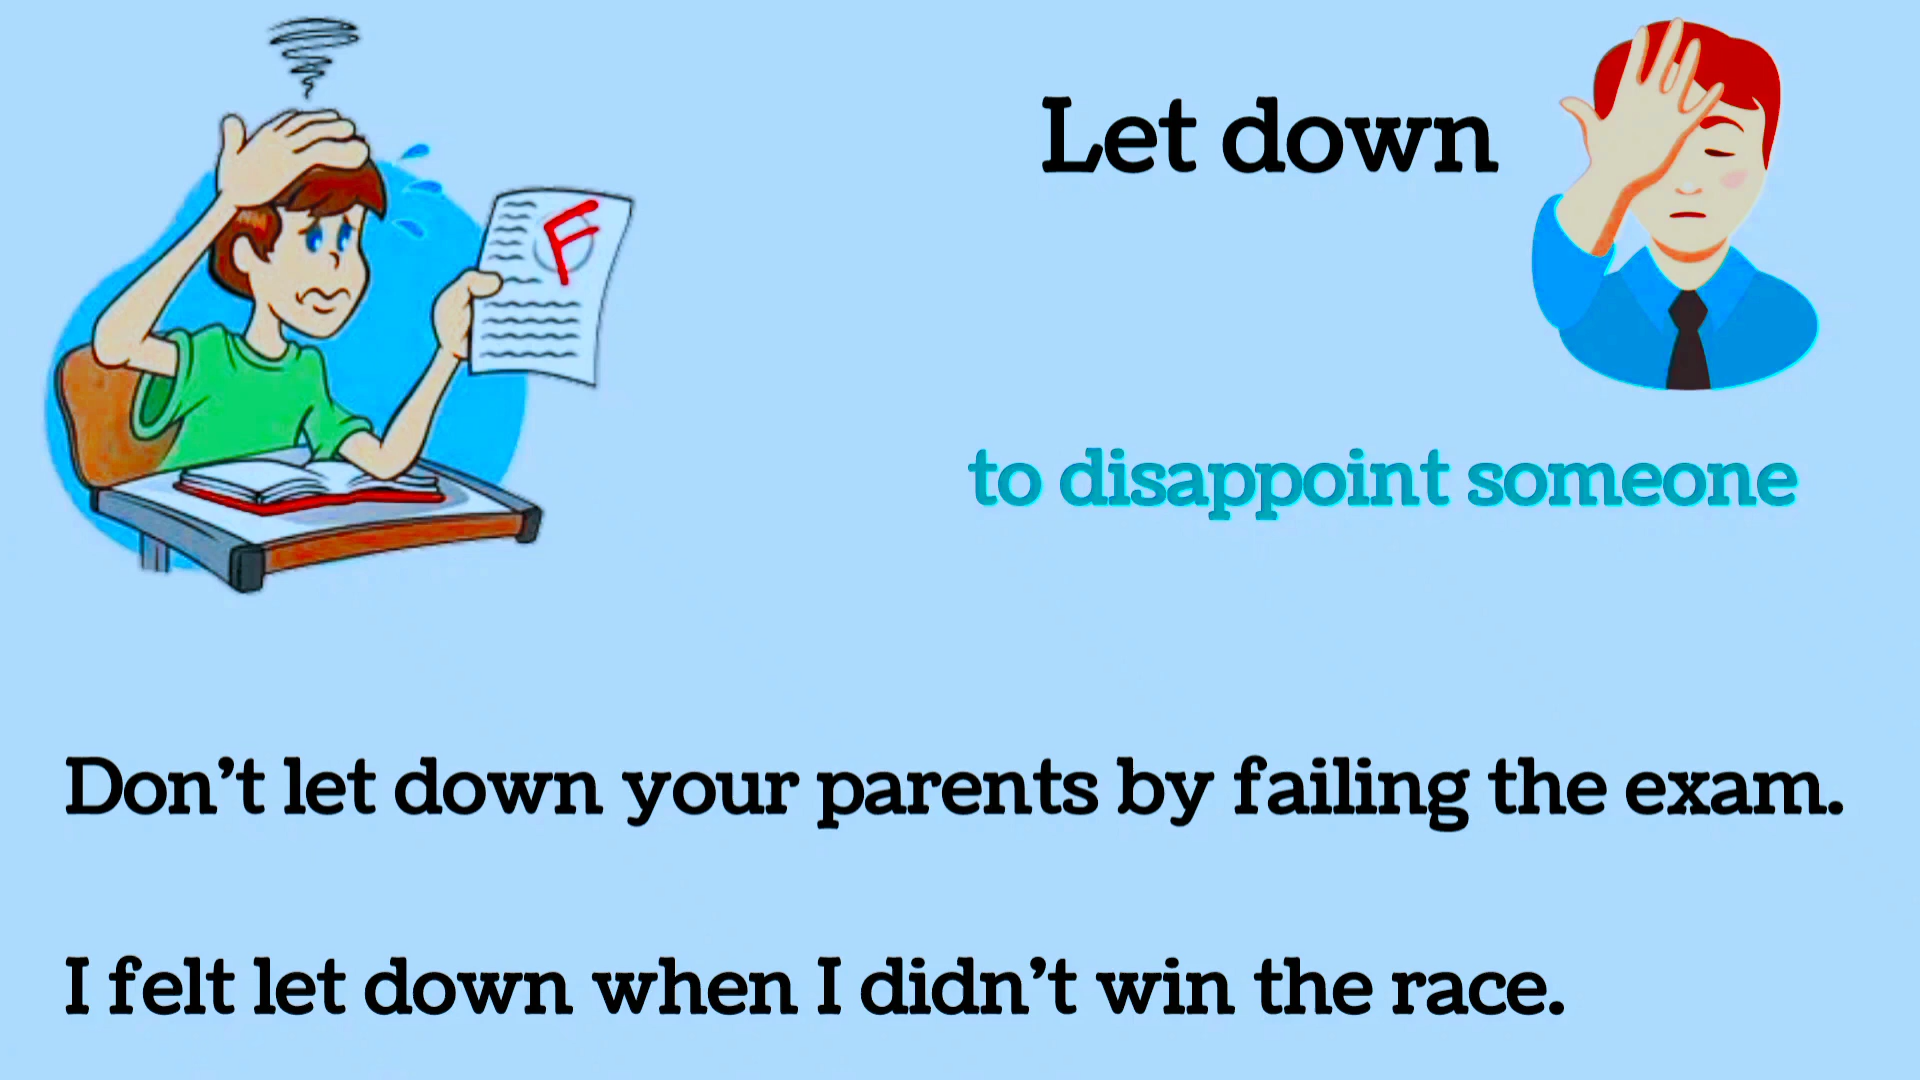 F
Let down
to disappoint someone
Don't let down your parents by failing the exam.
I felt let down when I didn't win the race.